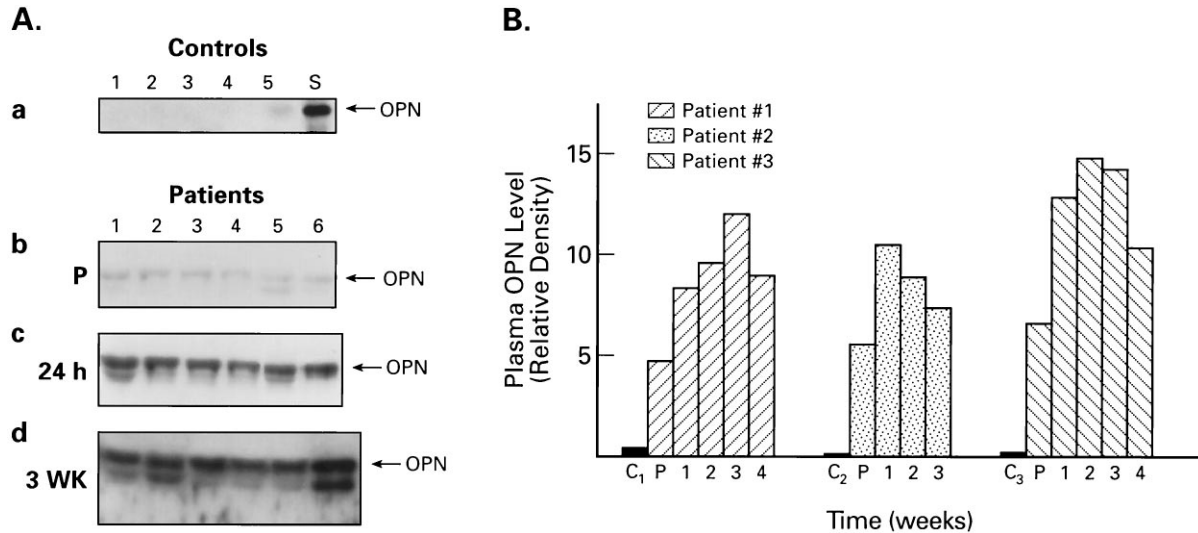 A.
Controls
1 2 3 4 5 S
a
OPN
Patients
1 2 3 4 5 6
b
P
OPN
c
24 h
OPN
d
3 WK
OPN
B.
Patient #1
Patient #2
Patient #3
15
10
5
Plasma OPN Level
(Relative Density)
C₁ P 1 2 3 4 C₂ P 1 2 3 C₃ P 1 2 3 4
Time (weeks)